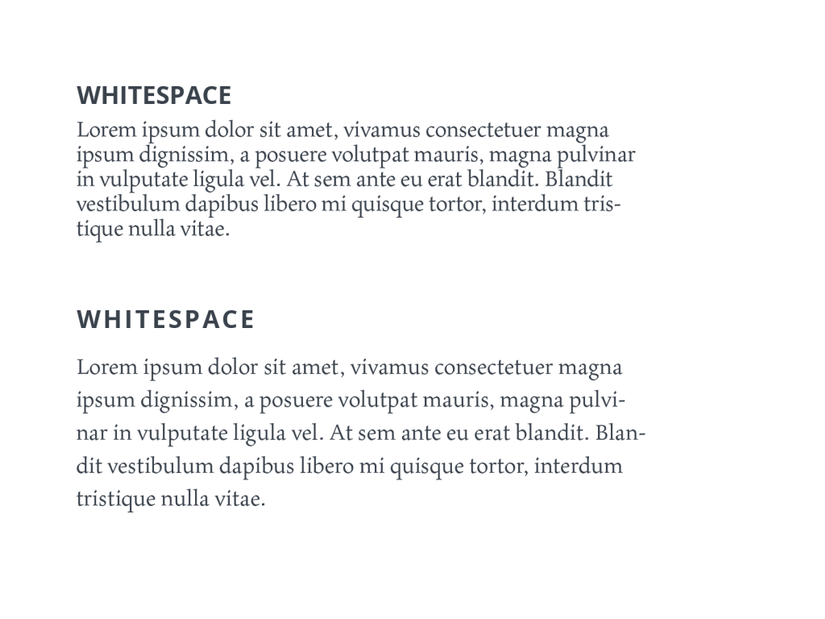 WHITESPACE
Lorem ipsum dolor sit amet, vivamus consectetuer magna
ipsum dignissim, a posuere volutpat mauris, magna pulvinar
in vulputate ligula vel. At sem ante eu erat blandit. Blandit
vestibulum dapibus libero mi quisque tortor, interdum tris-
tique nulla vitae.
WHITESPACE
Lorem ipsum dolor sit amet, vivamus consectetuer magna
ipsum dignissim, a posuere volutpat mauris, magna pulvi-
nar in vulputate ligula vel. At sem ante eu erat blandit. Blan-
dit vestibulum dapibus libero mi quisque tortor, interdum
tristique nulla vitae.